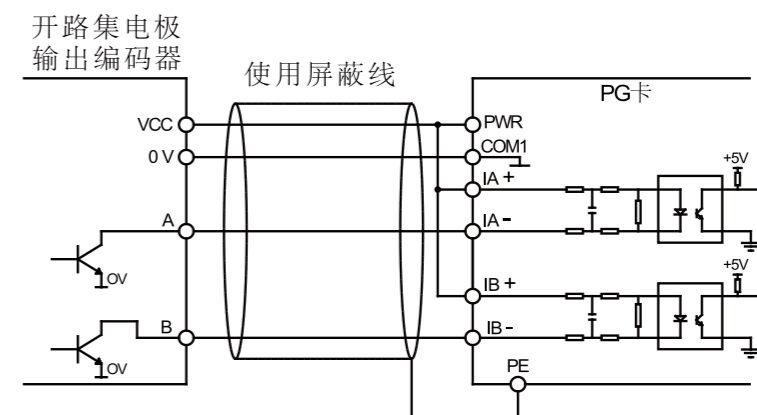 开路集电极
输出编码器
使用屏蔽线
PG卡
VCC
PWR
0 V
COM1
+5V
IA +
A
IA -
0V
+5V
IB +
B
IB -
0V
PE